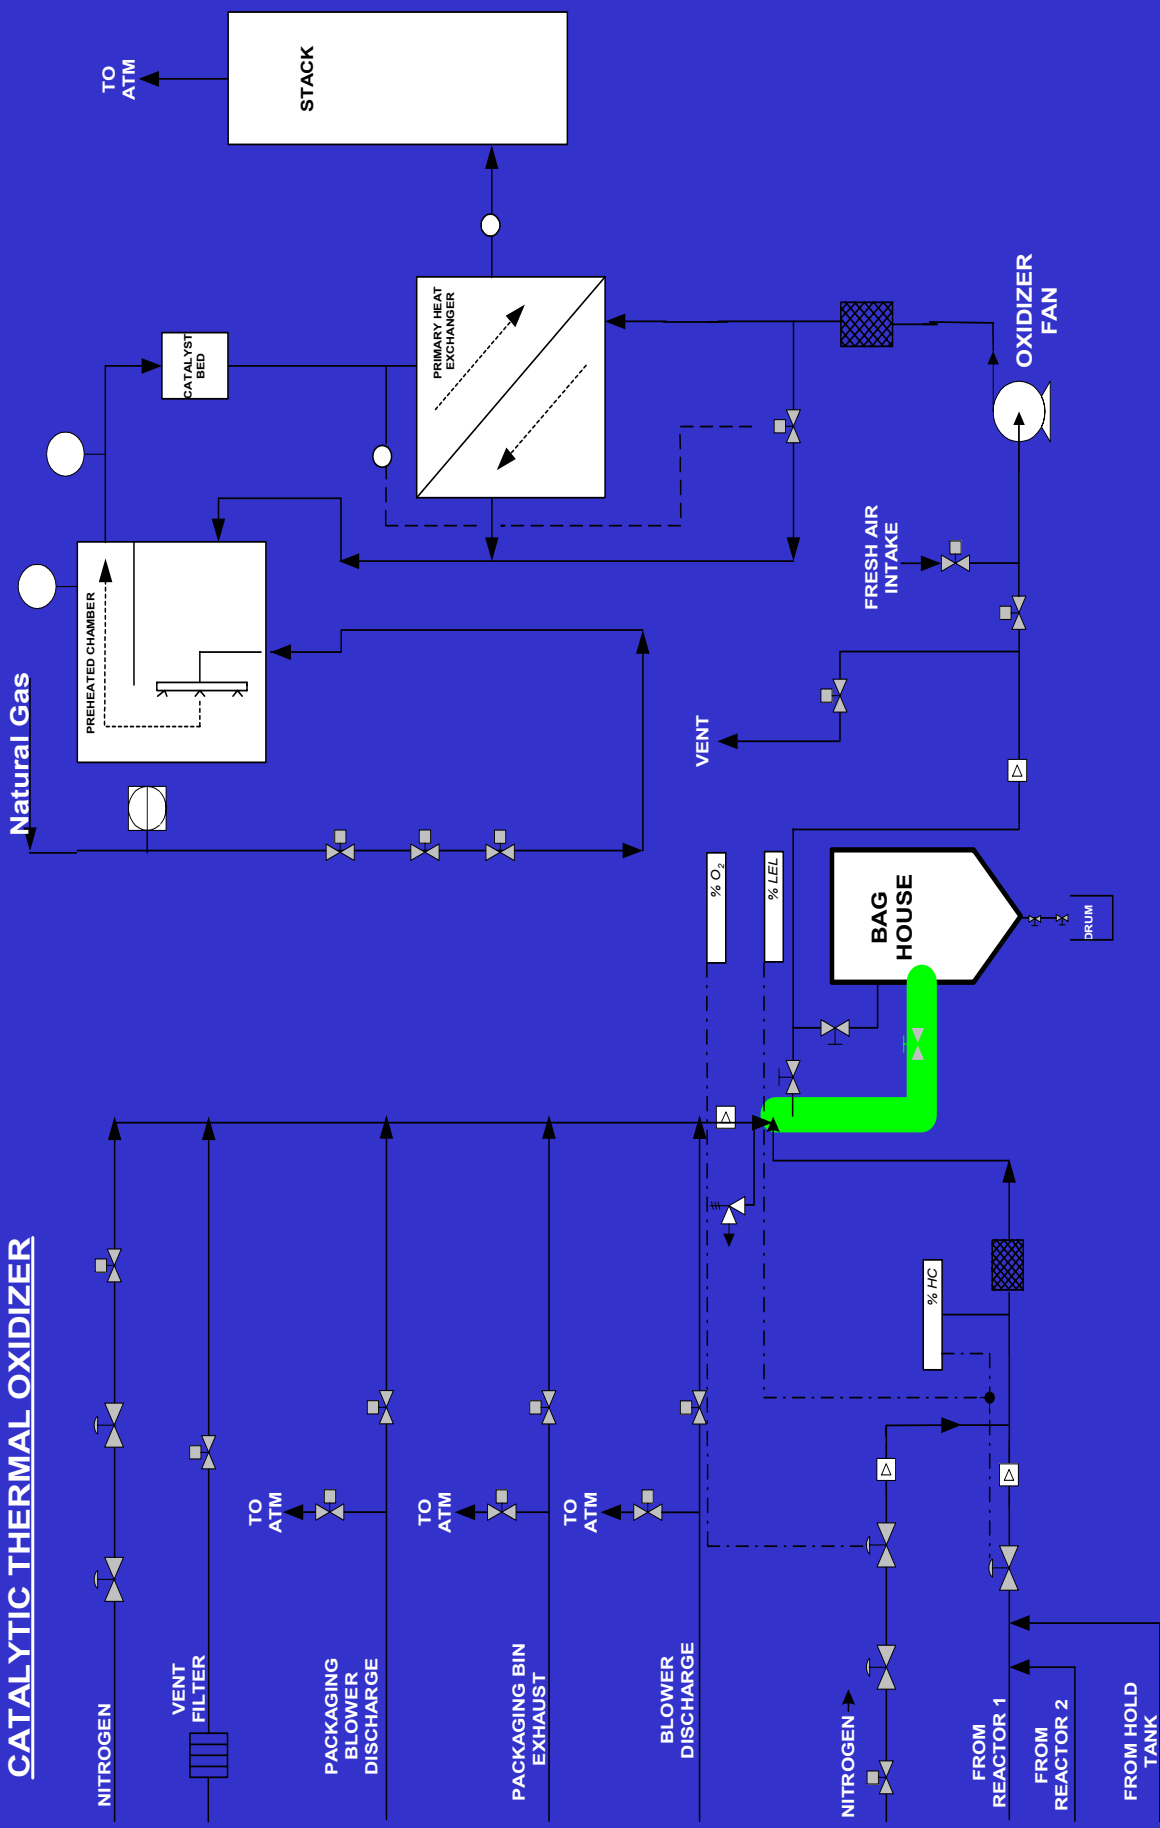 CATALYTIC THERMAL OXIDIZER
NITROGEN
VENT
FILTER
PACKAGING
BLOWER
DISCHARGE
TO
ATM
PACKAGING BIN
EXHAUST
TO
ATM
BLOWER
DISCHARGE
TO
ATM
NITROGEN
FROM
REACTOR 1
FROM
REACTOR 2
FROM HOLD
TANK
% HC
% O2
% LEL
BAG
HOUSE
DRUM
VENT
FRESH AIR
INTAKE
OXIDIZER
FAN
Natural Gas
PREHEATED CHAMBER
CATALYST
BED
PRIMARY HEAT
EXCHANGER
STACK
TO
ATM